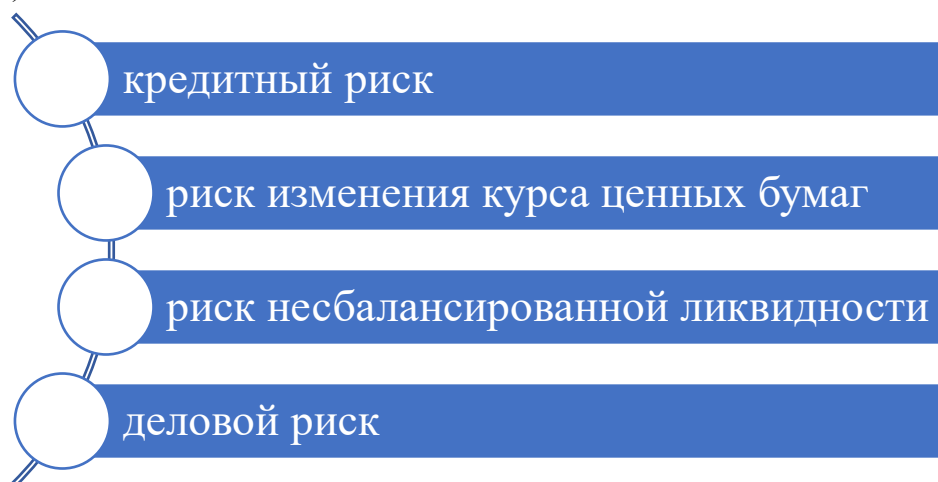 кредитный риск
риск изменения курса ценных бумаг
риск несбалансированной ликвидности
деловой риск